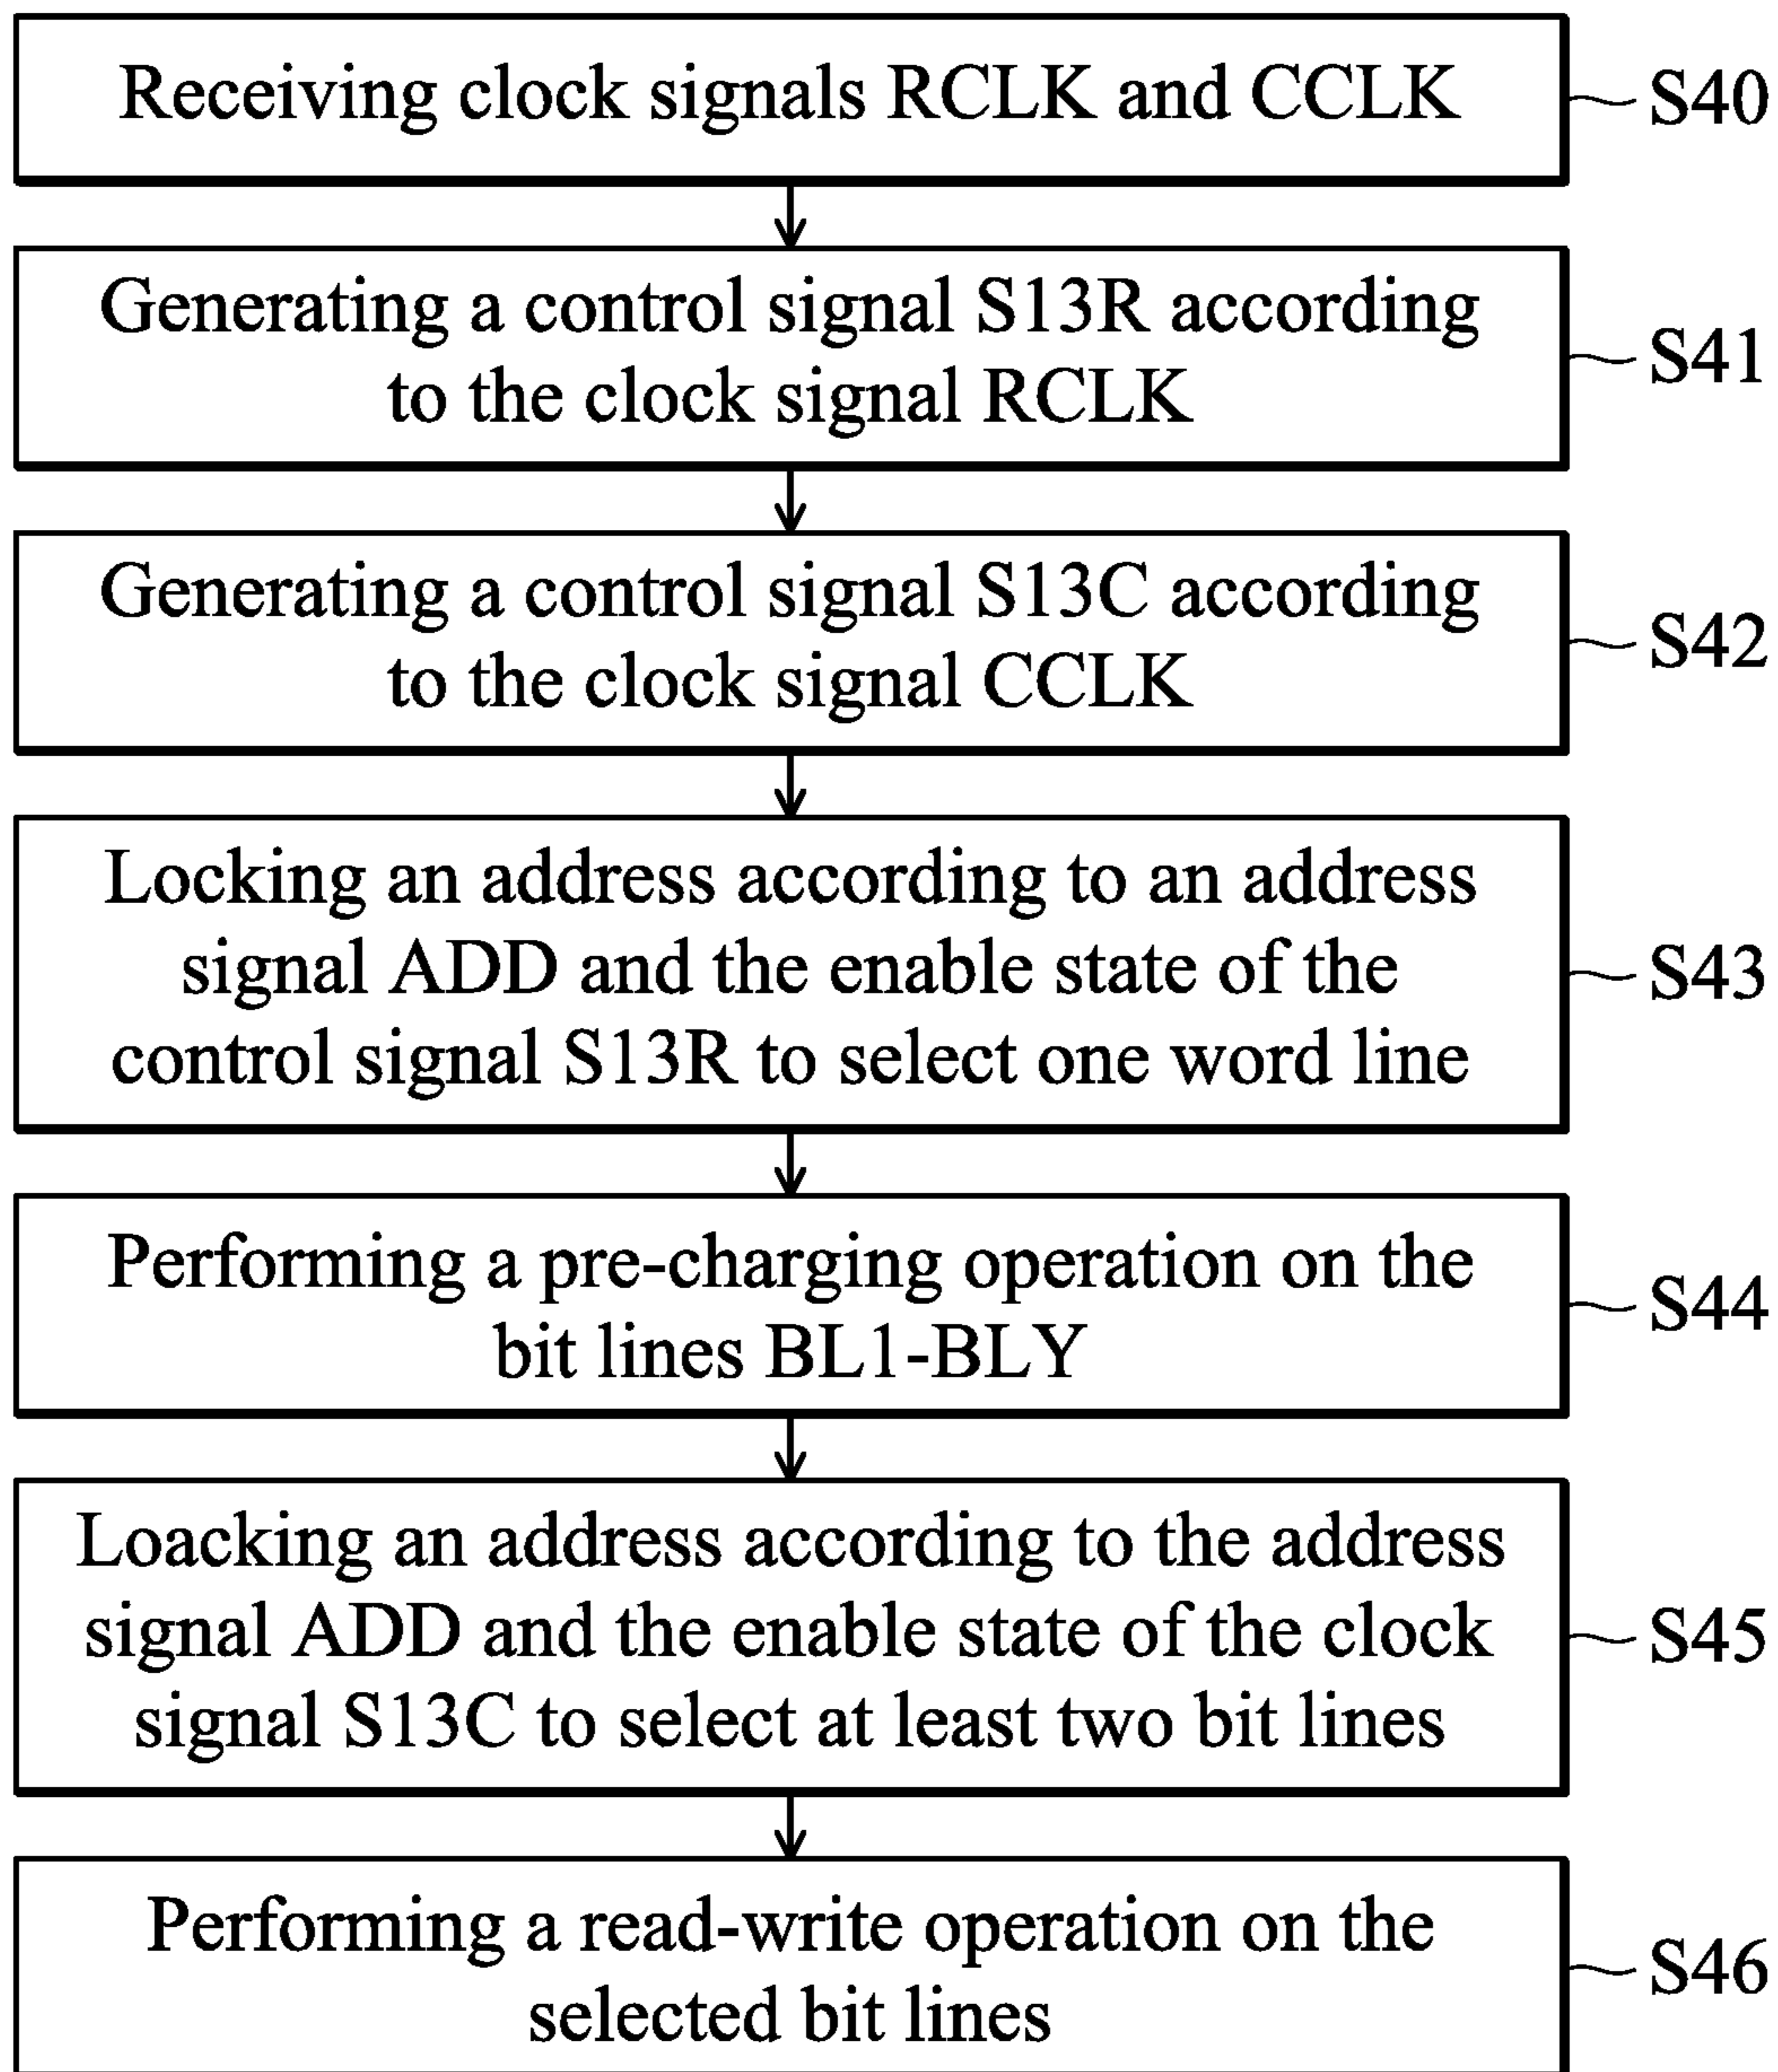 Receiving clock signals RCLK and CCLK
S40
Generating a control signal S13R according
to the clock signal RCLK
S41
Generating a control signal S13C according
to the clock signal CCLK
S42
Locking an address according to an address
signal ADD and the enable state of the
control signal S13R to select one word line
S43
Performing a pre-charging operation on the
bit lines BL1-BLY
S44
Loacking an address according to the address
signal ADD and the enable state of the clock
signal S13C to select at least two bit lines
S45
Performing a read-write operation on the
selected bit lines
S46